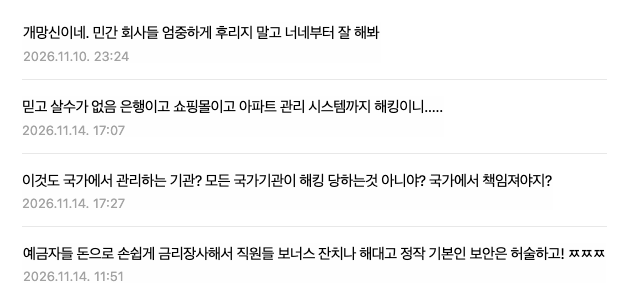 개망신이네. 민간 회사들 엄중하게 후리지 말고 너네부터 잘 해봐
2026.11.10. 23:24
믿고 살수가 없음 은행이고 쇼핑몰이고 아파트 관리 시스템까지 해킹이니.....
2026.11.14. 17:07
이것도 국가에서 관리하는 기관? 모든 국가기관이 해킹 당하는것 아니야? 국가에서 책임져야지?
2026.11.14. 17:27
예금자들 돈으로 손쉽게 금리장사해서 직원들 보너스 잔치나 해대고 정작 기본인 보안은 허술하고! ㅉㅉㅉ
2026.11.14. 11:51